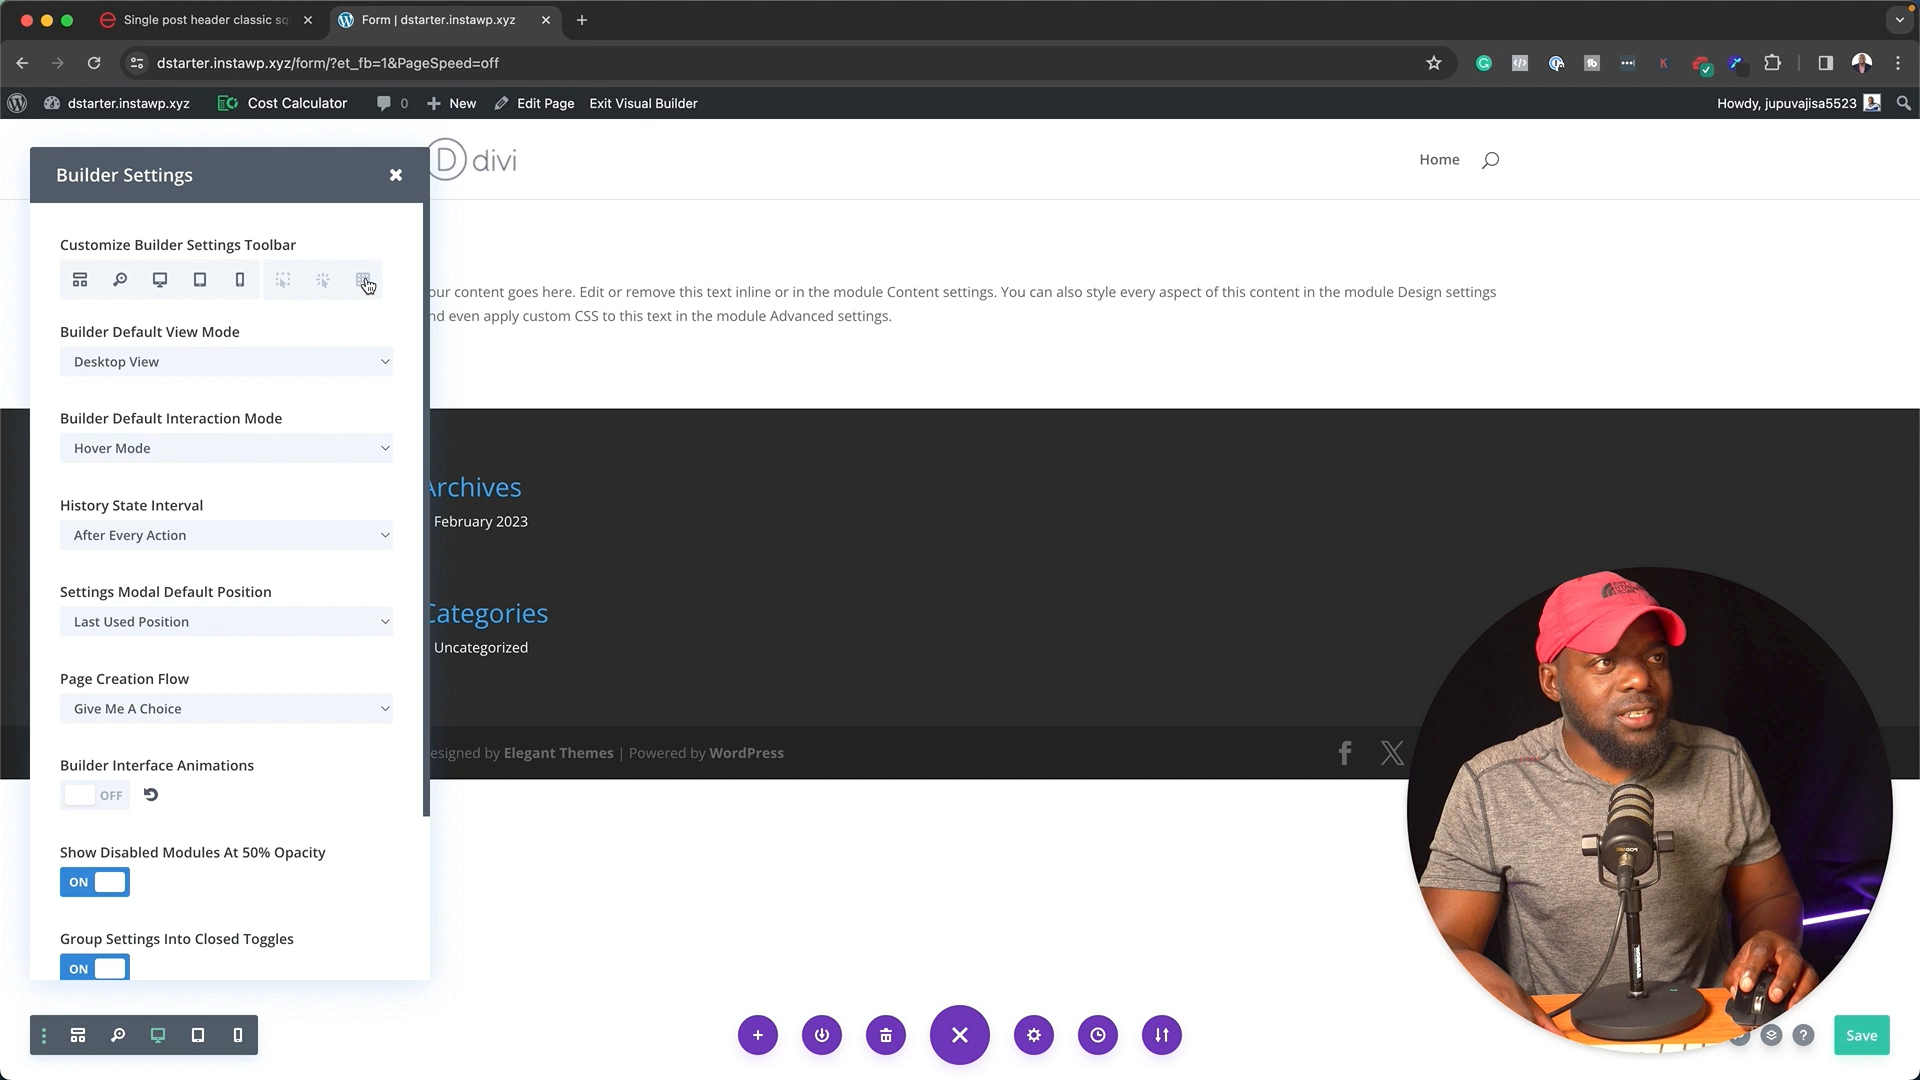 Single post header classic sq
Form | dstarter.instawp.xyz
dstarter.instawp.xyz/form/?et_fb=1&PageSpeed=off
dstarter.instawp.xyz
Cost Calculator
0
New
Edit Page
Exit Visual Builder
Howdy, jupuvajisa5523
Builder Settings
D divi
Home
Customize Builder Settings Toolbar
our content goes here. Edit or remove this text inline or in the module Content settings. You can also style every aspect of this content in the module Design settings
nd even apply custom CSS to this text in the module Advanced settings.
Builder Default View Mode
Desktop View
Builder Default Interaction Mode
Hover Mode
History State Interval
After Every Action
Settings Modal Default Position
Last Used Position
Page Creation Flow
Give Me A Choice
Builder Interface Animations
OFF
Show Disabled Modules At 50% Opacity
ON
Group Settings Into Closed Toggles
ON
Archives
February 2023
Categories
Uncategorized
esigned by Elegant Themes | Powered by WordPress
Save